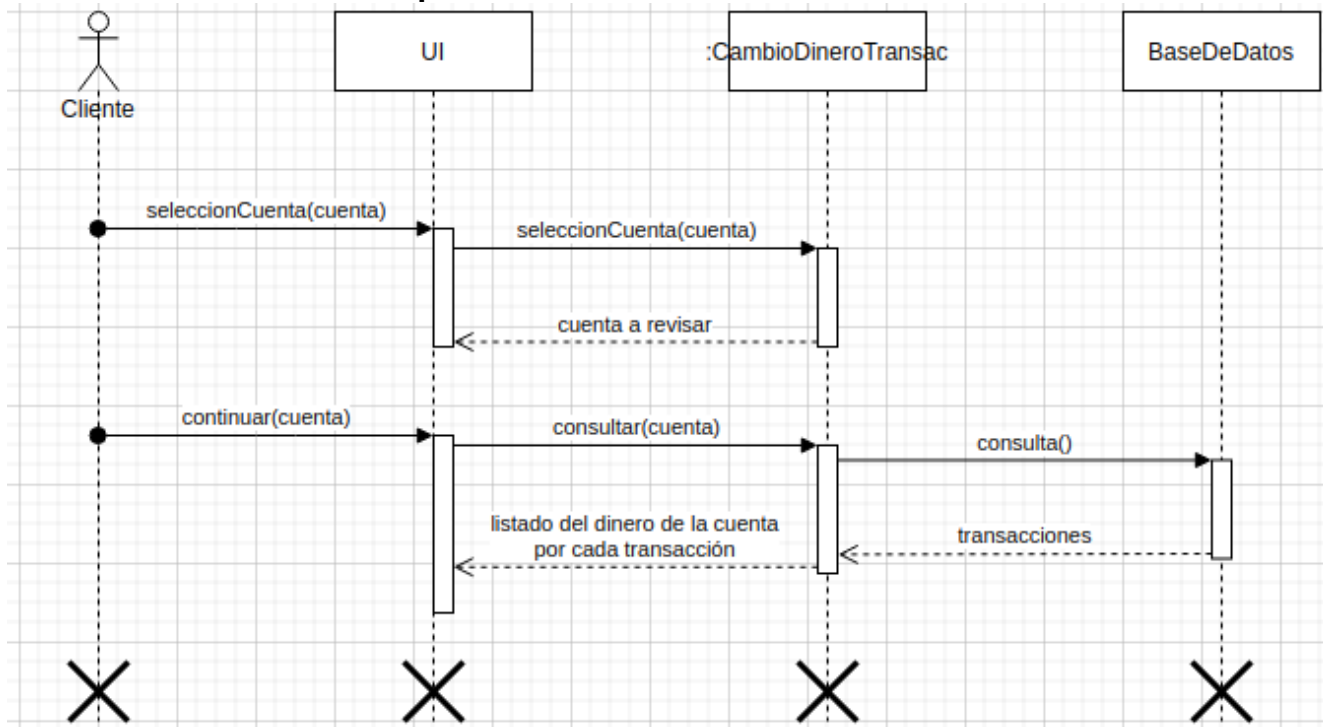 UI
:CambioDineroTransac
BaseDeDatos
Cliente
seleccionCuenta(cuenta)
seleccionCuenta(cuenta)
cuenta a revisar
continuar(cuenta)
consultar(cuenta)
consulta()
listado del dinero de la cuenta
por cada transacción
transacciones